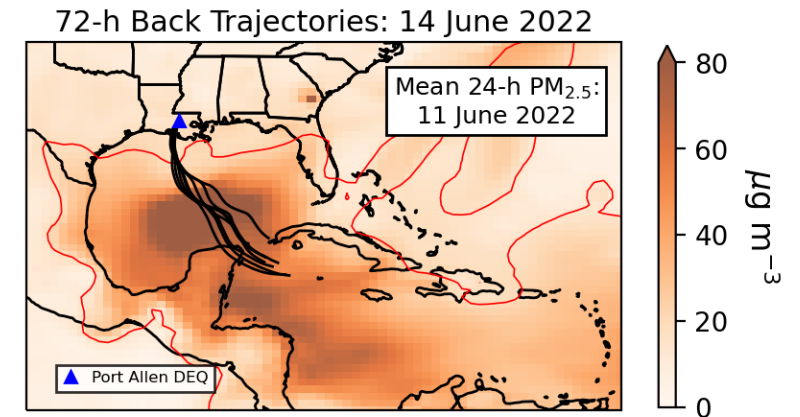 72-h Back Trajectories: 14 June 2022
Mean 24-h PM₂.₅:
11 June 2022
Port Allen DEQ
80
60
40
20
0
μg m⁻³